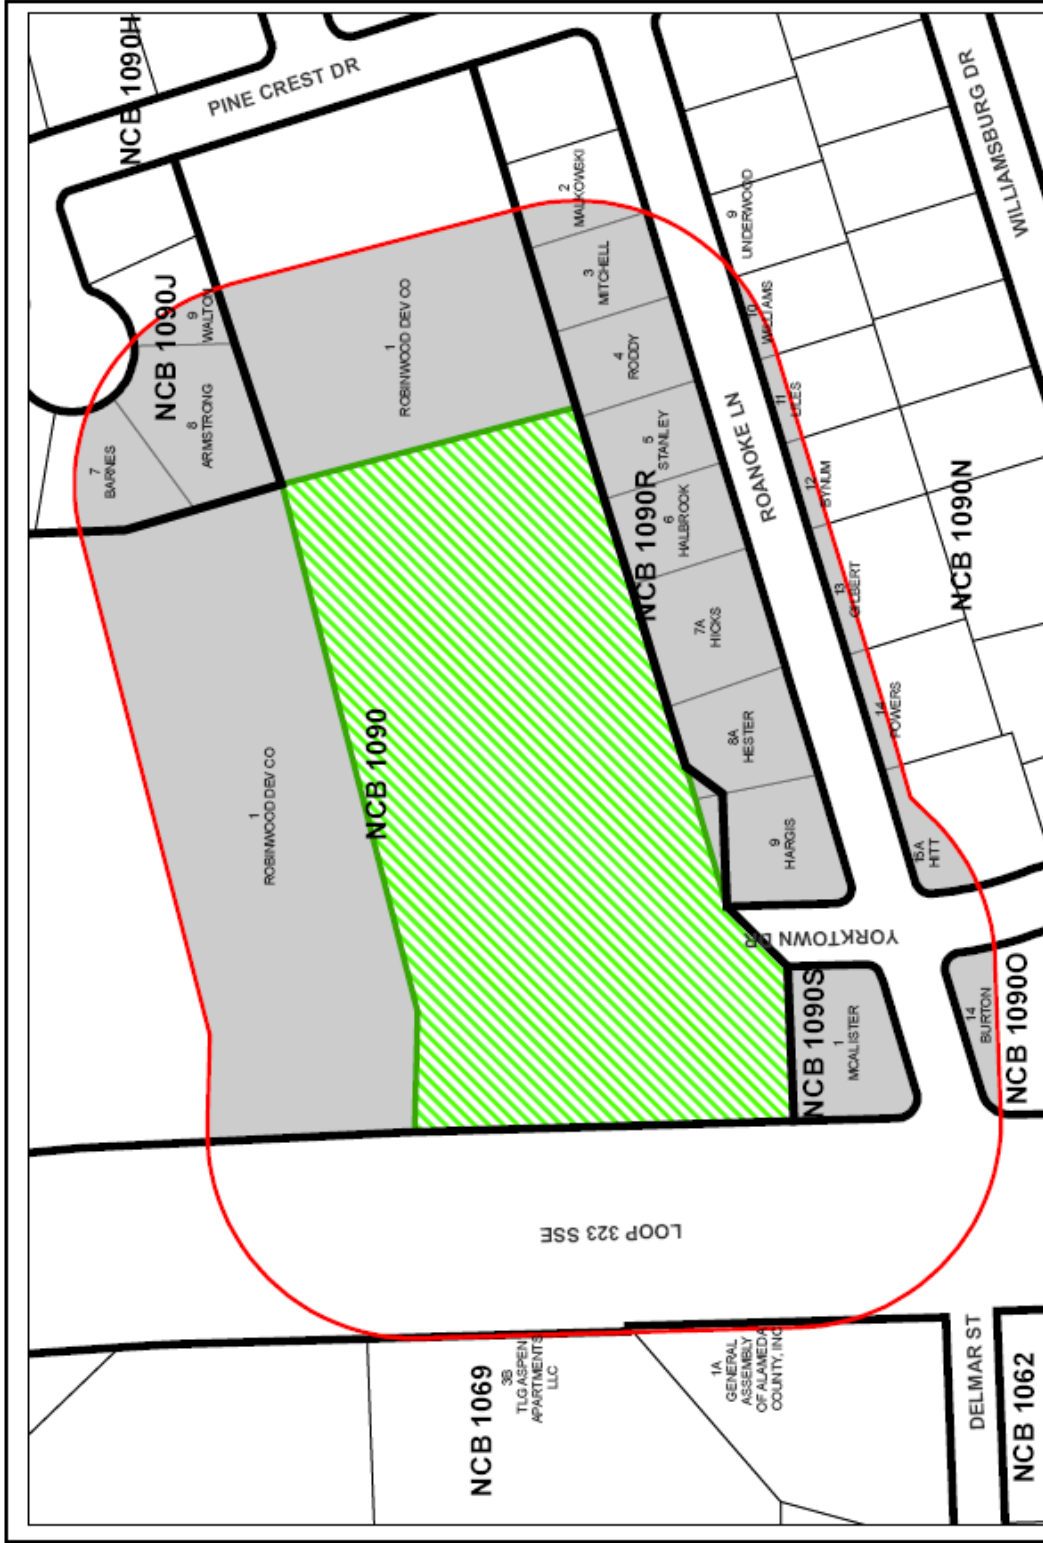 NCB 1090H
PINE CREST DR
WILLIAMSBURG DR
2
MALKOWSKI
9
UNDERWOOD
NCB 1090J
9
WALTON
3
MITCHELL
10
WILLIAMS
1
ROBINWOOD DEV CO
4
RODDY
11
LILES
8
ARMSTRONG
7
BARNES
5
STANLEY
ROANOKE LN
12
BYNUM
6
HALBROOK
NCB 1090R
NCB 1090N
13
GILBERT
7A
HICKS
14
POWERS
8A
HESTER
NCB 1090
1
ROBINWOOD DEV CO
9
HARGIS
15A
HITT
YORKTOWN DR
NCB 1090S
1
MCALISTER
14
BURTON
NCB 1090O
LOOP 323 SSE
NCB 1069
3B
TLG ASPEN
APARTMENTS
LLC
1A
GENERAL
ASSEMBLY
OF ALAMEDA
COUNTY, INC
DELMAR ST
NCB 1062